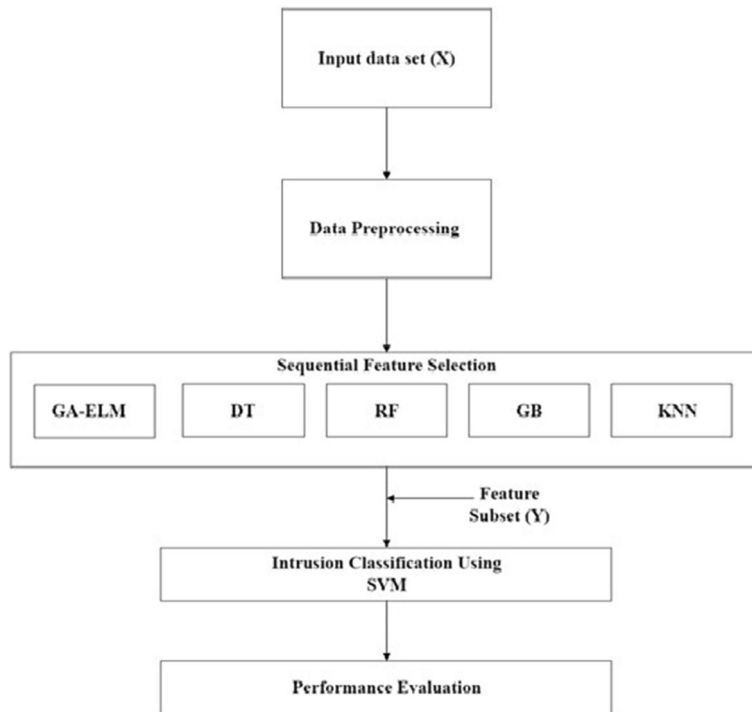 Input data set (X)
Data Preprocessing
Sequential Feature Selection
GA-ELM
DT
RF
GB
KNN
Feature
Subset (Y)
Intrusion Classification Using
SVM
Performance Evaluation